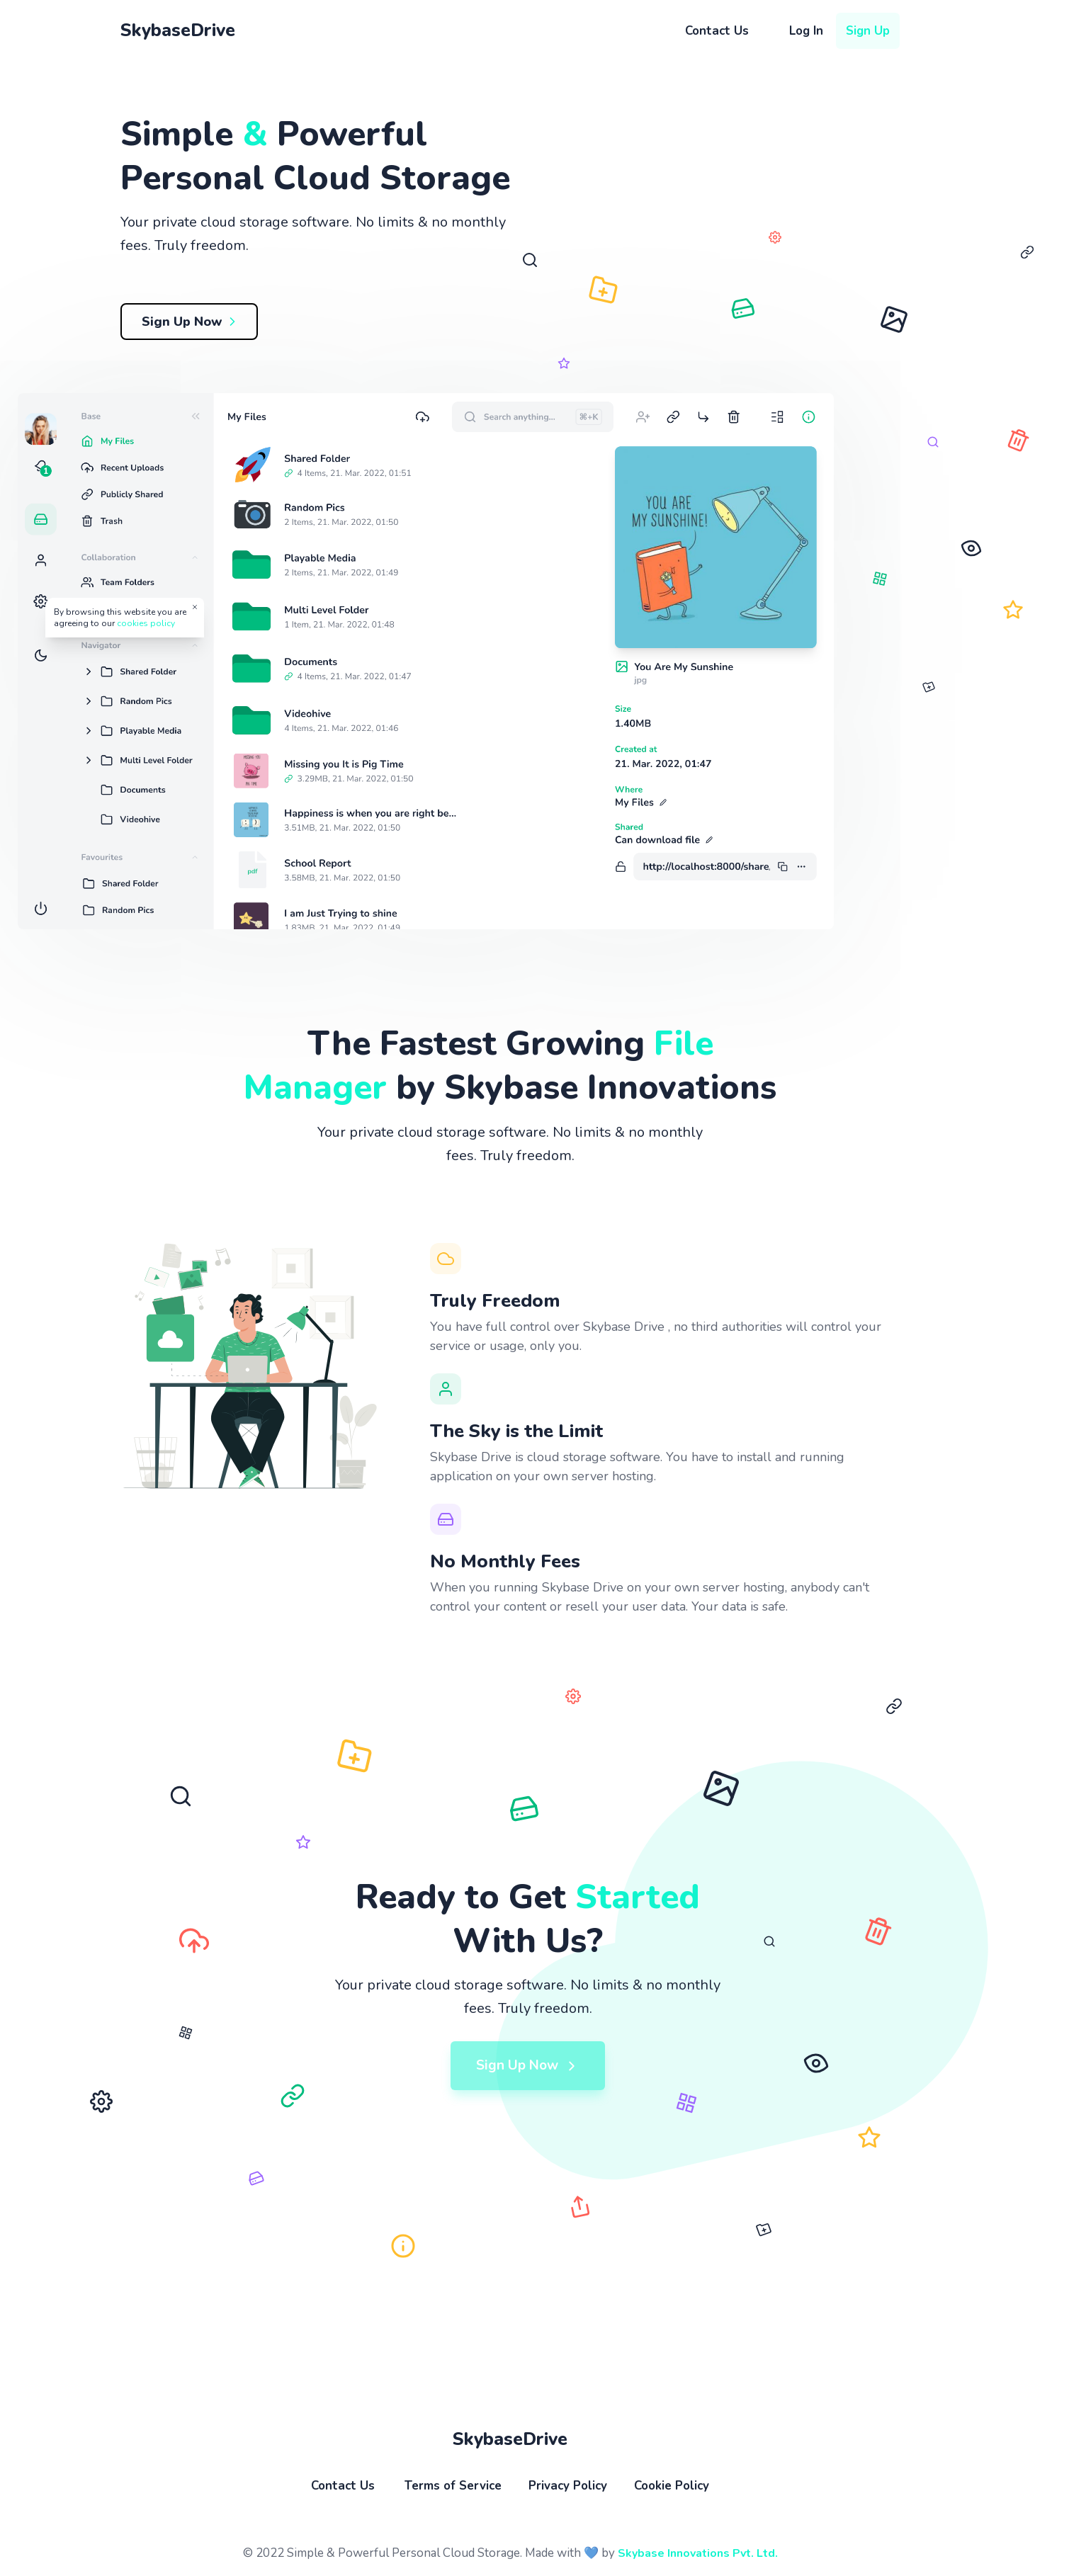 SkybaseDrive
Contact Us
Log In
Sign Up
Simple & Powerful
Personal Cloud Storage
Your private cloud storage software. No limits & no monthly
fees. Truly freedom.
Sign Up Now
1
Base
My Files
Recent Uploads
Publicly Shared
Trash
Collaboration
Team Folders
By browsing this website you are
agreeing to our cookies policy
Navigator
Shared Folder
Random Pics
Playable Media
Multi Level Folder
Documents
Videohive
Favourites
Shared Folder
Random Pics
My Files
Search anything...
⌘+K
Shared Folder
4 Items, 21. Mar. 2022, 01:51
Random Pics
2 Items, 21. Mar. 2022, 01:50
Playable Media
2 Items, 21. Mar. 2022, 01:49
Multi Level Folder
1 Item, 21. Mar. 2022, 01:48
Documents
4 Items, 21. Mar. 2022, 01:47
Videohive
4 Items, 21. Mar. 2022, 01:46
Missing you It is Pig Time
3.29MB, 21. Mar. 2022, 01:50
Happiness is when you are right be...
3.51MB, 21. Mar. 2022, 01:50
pdf
School Report
3.58MB, 21. Mar. 2022, 01:50
I am Just Trying to shine
1.83MB, 21. Mar. 2022, 01:49
YOU ARE
MY SUNSHINE!
You Are My Sunshine
jpg
Size
1.40MB
Created at
21. Mar. 2022, 01:47
Where
My Files
Shared
Can download file
http://localhost:8000/share,
The Fastest Growing File
Manager by Skybase Innovations
Your private cloud storage software. No limits & no monthly
fees. Truly freedom.
Truly Freedom
You have full control over Skybase Drive , no third authorities will control your
service or usage, only you.
The Sky is the Limit
Skybase Drive is cloud storage software. You have to install and running
application on your own server hosting.
No Monthly Fees
When you running Skybase Drive on your own server hosting, anybody can't
control your content or resell your user data. Your data is safe.
Ready to Get Started
With Us?
Your private cloud storage software. No limits & no monthly
fees. Truly freedom.
Sign Up Now
SkybaseDrive
Contact Us
Terms of Service
Privacy Policy
Cookie Policy
© 2022 Simple & Powerful Personal Cloud Storage. Made with 💙 by Skybase Innovations Pvt. Ltd.